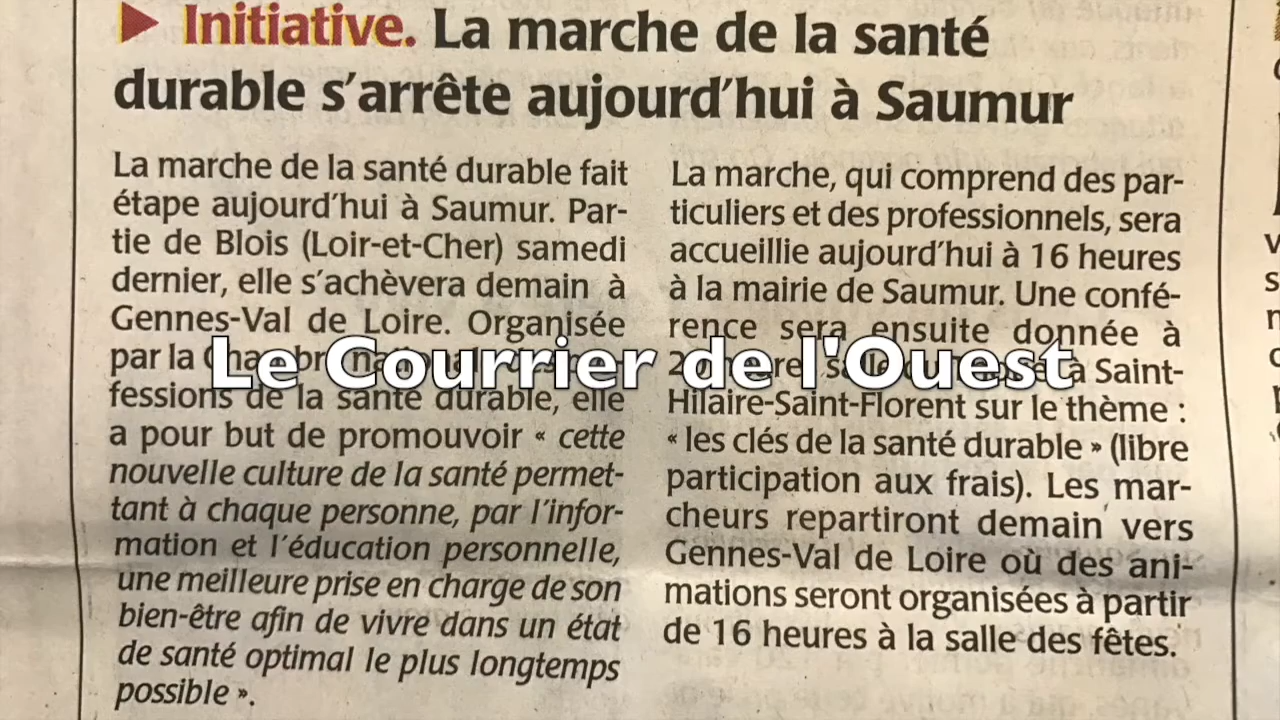 ▶ Initiative. La marche de la santé
durable s'arrête aujourd'hui à Saumur
La marche de la santé durable fait
étape aujourd'hui à Saumur. Par-
tie de Blois (Loir-et-Cher) samedi
dernier, elle s'achèvera demain à
Gennes-Val de Loire. Organisée
par la
fessions de la santé durable, elle
a pour but de promouvoir « cette
nouvelle culture de la santé permet-
tant à chaque personne, par l'infor-
mation et l'éducation personnelle,
une meilleure prise en charge de son
bien-être afin de vivre dans un état
de santé optimal le plus longtemps
possible ».
La marche, qui comprend des par-
ticuliers et des professionnels, sera
accueillie aujourd'hui à 16 heures
à la mairie de Saumur. Une confé-
rence sera ensuite donnée à
à Saint-
Hilaire-Saint-Florent sur le thème :
« les clés de la santé durable » (libre
participation aux frais). Les mar-
cheurs repartiront demain vers
Gennes-Val de Loire où des ani-
mations seront organisées à partir
de 16 heures à la salle des fêtes.
Le Courrier de l'Ouest